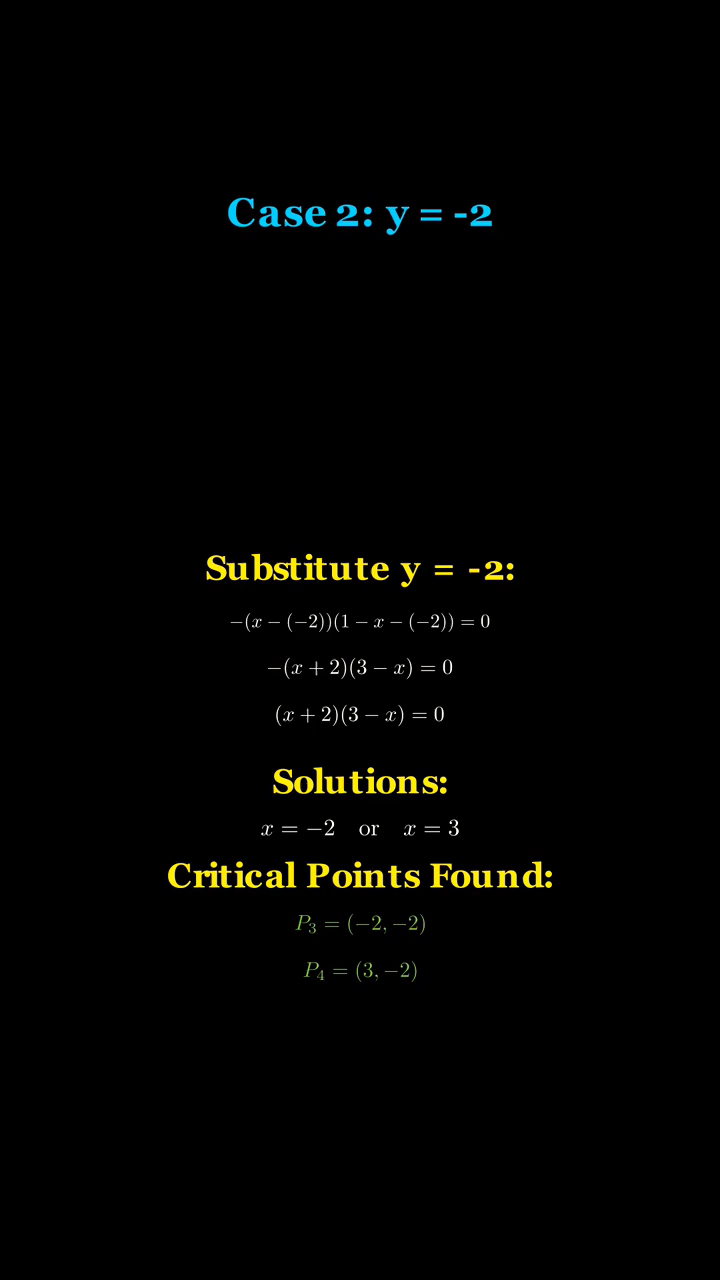 Case 2: y = -2
Substitute y = -2:
−(x − (−2))(1 − x − (−2)) = 0
−(x + 2)(3 − x) = 0
(x + 2)(3 − x) = 0
Solutions:
x = −2 or x = 3
Critical Points Found:
P₃ = (−2, −2)
P₄ = (3, −2)